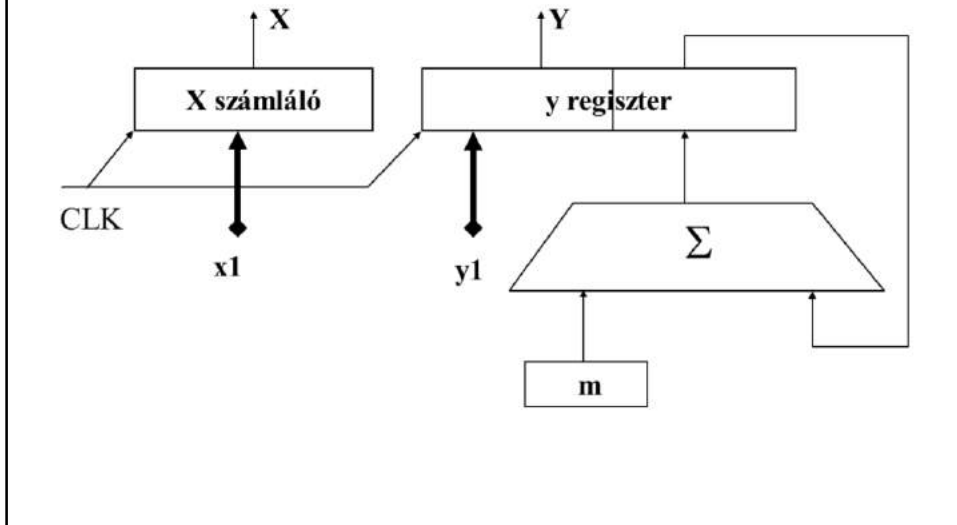 X
Y
X számláló
y regiszter
CLK
x1
y1
Σ
m